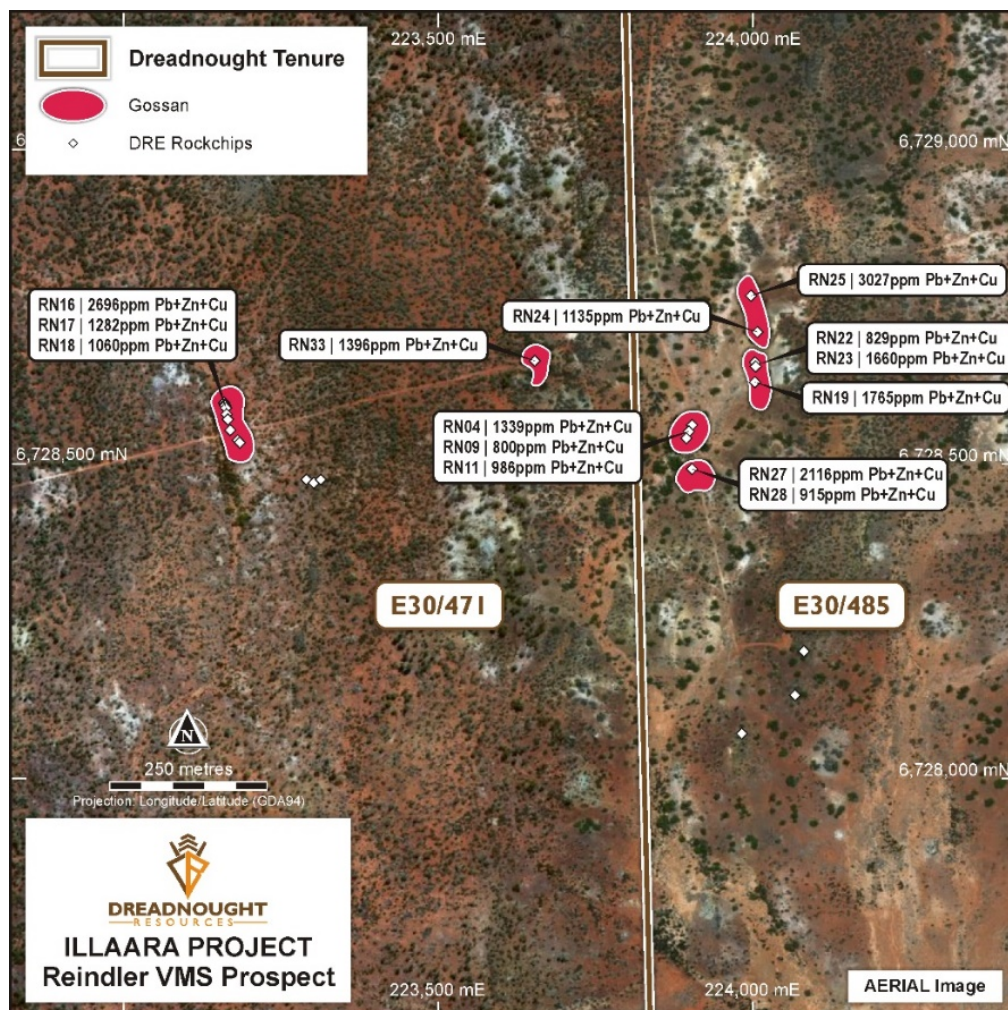 Dreadnought Tenure
Gossan
DRE Rockchips
223,500 mE
224,000 mE
6,729,000 mN
RN16 | 2696ppm Pb+Zn+Cu
RN17 | 1282ppm Pb+Zn+Cu
RN18 | 1060ppm Pb+Zn+Cu
RN33 | 1396ppm Pb+Zn+Cu
RN24 | 1135ppm Pb+Zn+Cu
RN25 | 3027ppm Pb+Zn+Cu
RN22 | 829ppm Pb+Zn+Cu
RN23 | 1660ppm Pb+Zn+Cu
RN19 | 1765ppm Pb+Zn+Cu
RN04 | 1339ppm Pb+Zn+Cu
RN09 | 800ppm Pb+Zn+Cu
RN11 | 986ppm Pb+Zn+Cu
6,728,500 mN
6,728,500 mN
RN27 | 2116ppm Pb+Zn+Cu
RN28 | 915ppm Pb+Zn+Cu
E30/471
E30/485
N
250 metres
Projection: Longitude/Latitude (GDA94)
6,728,000 mN
DREADNOUGHT
RESOURCES
ILLAARA PROJECT
Reindler VMS Prospect
223,500 mE
224,000 mE
AERIAL Image